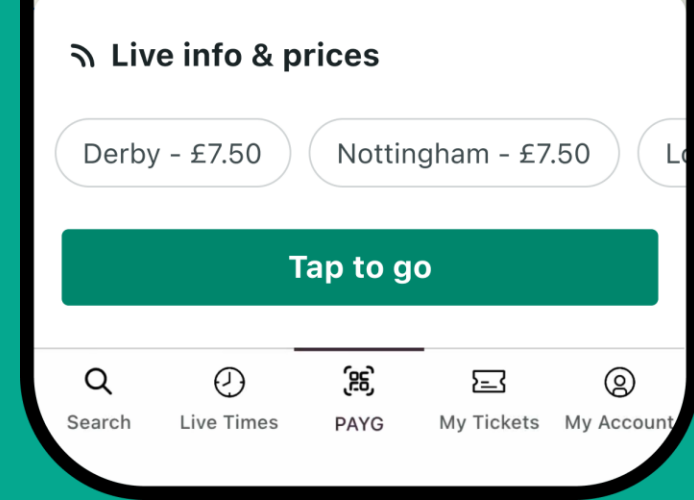 Live info & prices
Derby - £7.50
Nottingham - £7.50
Tap to go
Search
Live Times
PAYG
My Tickets
My Account